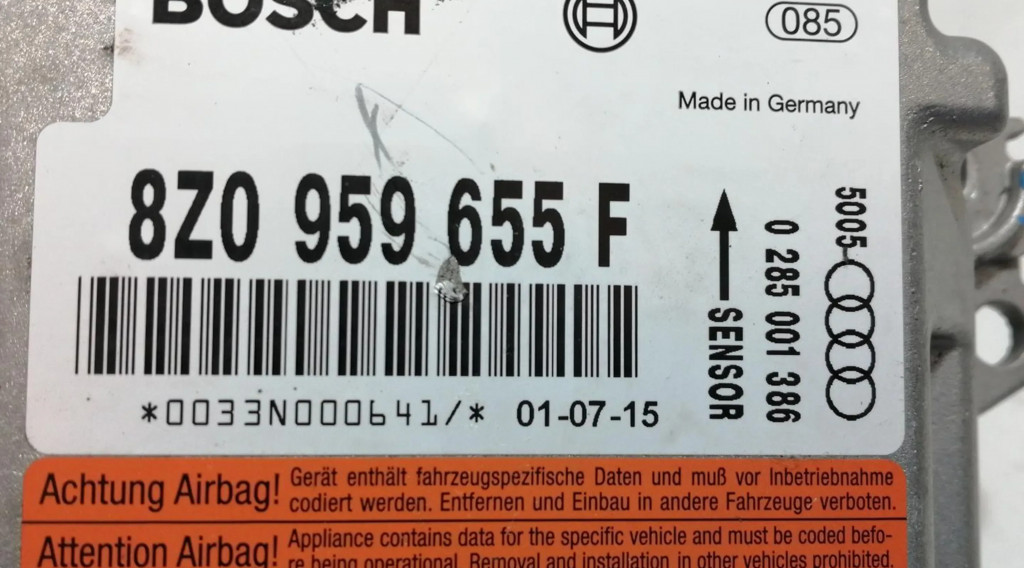 BOSCH
085
Made in Germany
8Z0 959 655 F
SENSOR
0 285 001 386
5005
*0033N000641/* 01-07-15
Achtung Airbag! Gerät enthält fahrzeugspezifische Daten und muß vor Inbetriebnahme
codiert werden. Entfernen und Einbau in andere Fahrzeuge verboten.
Attention Airbag! Appliance contains data for the specific vehicle and must be coded befo-
re being operational. Removal and installation in other vehicles prohibited.